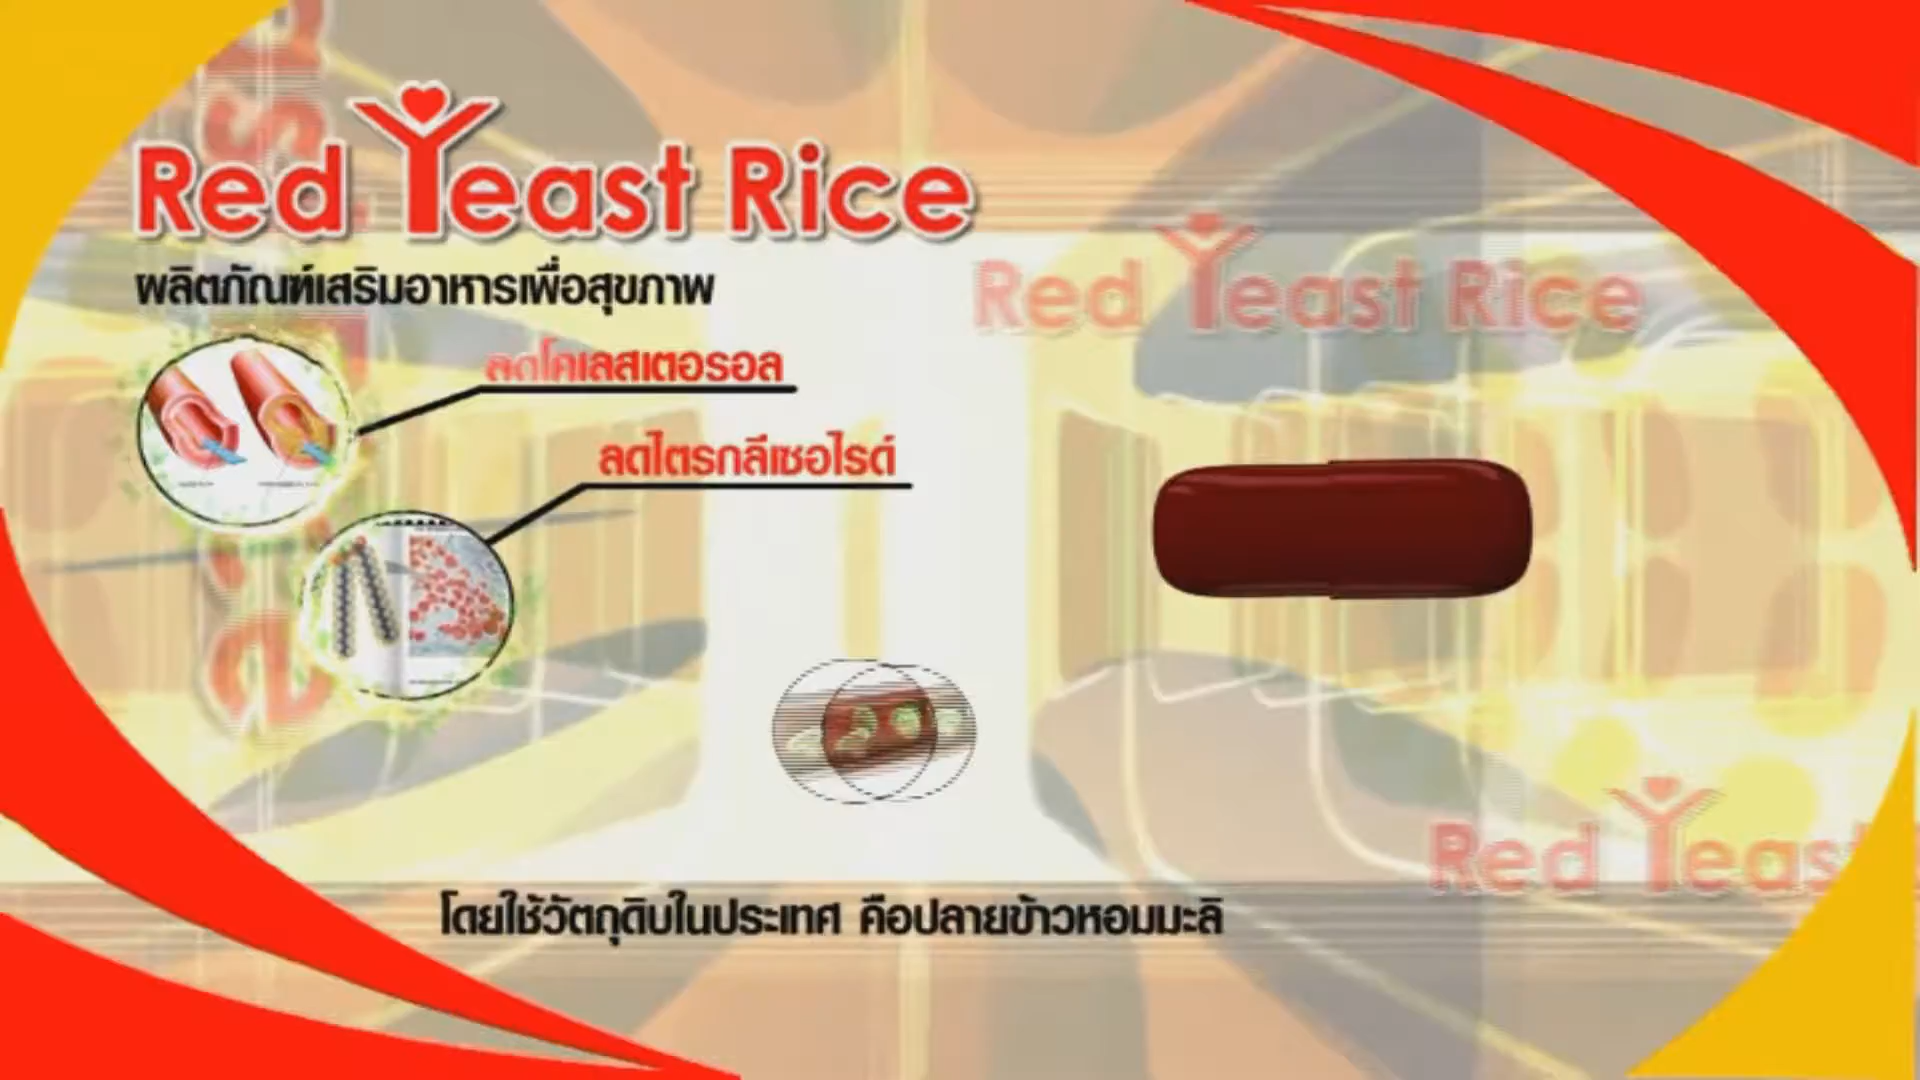 Red Yeast Rice
ผลิตภัณฑ์เสริมอาหารเพื่อสุขภาพ
Red Yeast Rice
ลดโคเลสเตอรอล
ลดไตรกลีเซอไรด์
Red Yeast
โดยใช้วัตถุดิบในประเทศ คือปลายข้าวหอมมะลิ